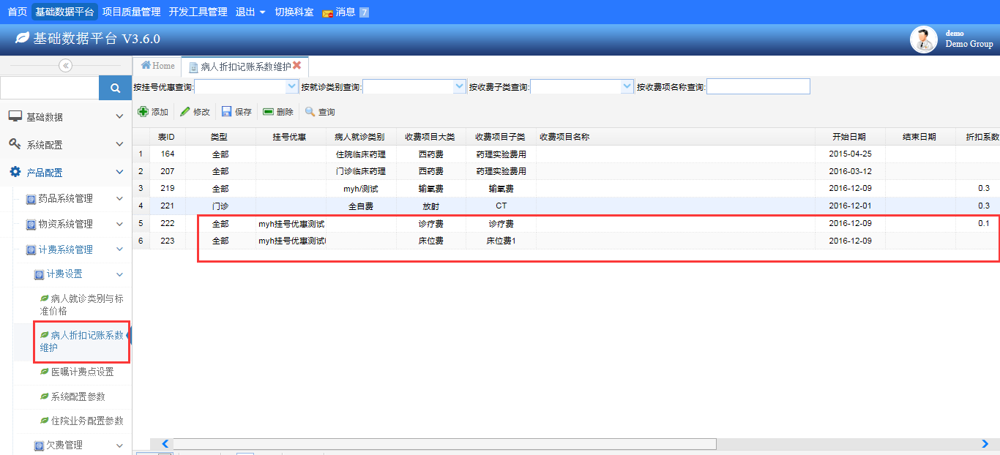 首页 基础数据平台 项目质量管理 开发工具管理 退出 切换科室 消息 7
基础数据平台 V3.6.0
demo
Demo Group
Home 病人折扣记账系数维护
按挂号优惠查询: 按就诊类别查询: 按收费子类查询: 按收费项名称查询:
添加 修改 保存 删除 查询
基础数据
系统配置
产品配置
药品系统管理
物资系统管理
计费系统管理
计费设置
病人就诊类别与标
准价格
病人折扣记账系数
维护
医嘱计费点设置
系统配置参数
住院业务配置参数
欠费管理
表ID 类型 挂号优惠 病人就诊类别 收费项目大类 收费项目子类 收费项目名称 开始日期 结束日期 折扣系数
1 164 全部 住院临床药理 西药费 药理实验费用 2015-04-25
2 207 全部 门诊临床药理 西药费 药理实验费用 2016-03-12
3 219 全部 myh/测试 输氧费 输氧费 2016-12-09 0.3
4 221 门诊 全自费 放射 CT 2016-12-01 0.3
5 222 全部 myh挂号优惠测试 诊疗费 诊疗费 2016-12-09 0.1
6 223 全部 myh挂号优惠测试 床位费 床位费1 2016-12-09